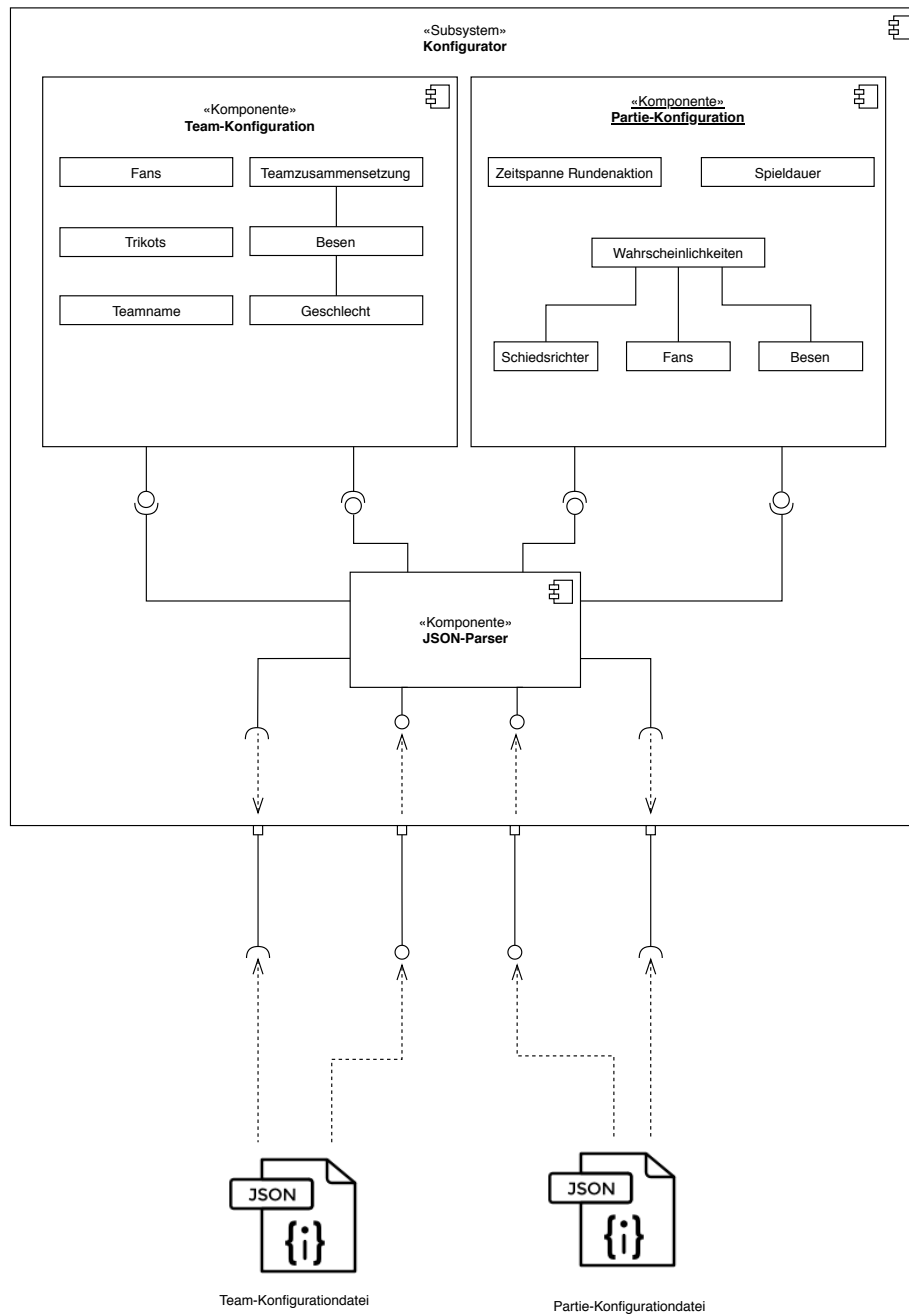 «Subsystem»
Konfigurator
«Komponente»
Team-Konfiguration
Fans
Teamzusammensetzung
Trikots
Besen
Teamname
Geschlecht
«Komponente»
Partie-Konfiguration
Zeitspanne Rundenaktion
Spieldauer
Wahrscheinlichkeiten
Schiedsrichter
Fans
Besen
«Komponente»
JSON-Parser
JSON
{i}
Team-Konfigurationdatei
JSON
{i}
Partie-Konfigurationdatei